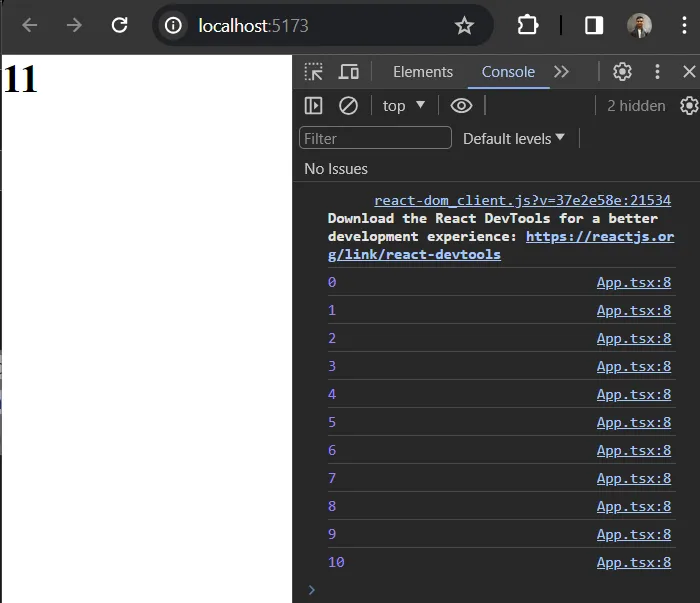 localhost:5173
11
Elements Console
top 2 hidden
Filter Default levels
No Issues
react-dom_client.js?v=37e2e58e:21534
Download the React DevTools for a better
development experience: https://reactjs.or
g/link/react-devtools
0 App.tsx:8
1 App.tsx:8
2 App.tsx:8
3 App.tsx:8
4 App.tsx:8
5 App.tsx:8
6 App.tsx:8
7 App.tsx:8
8 App.tsx:8
9 App.tsx:8
10 App.tsx:8